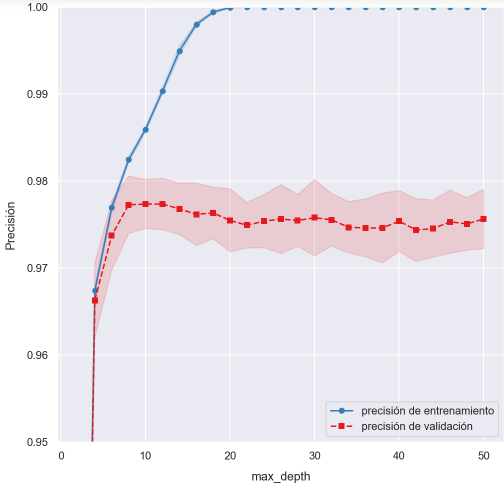 1.00
0.99
0.98
0.97
0.96
0.95
Precisión
0 10 20 30 40 50
max_depth
precisión de entrenamiento
precisión de validación